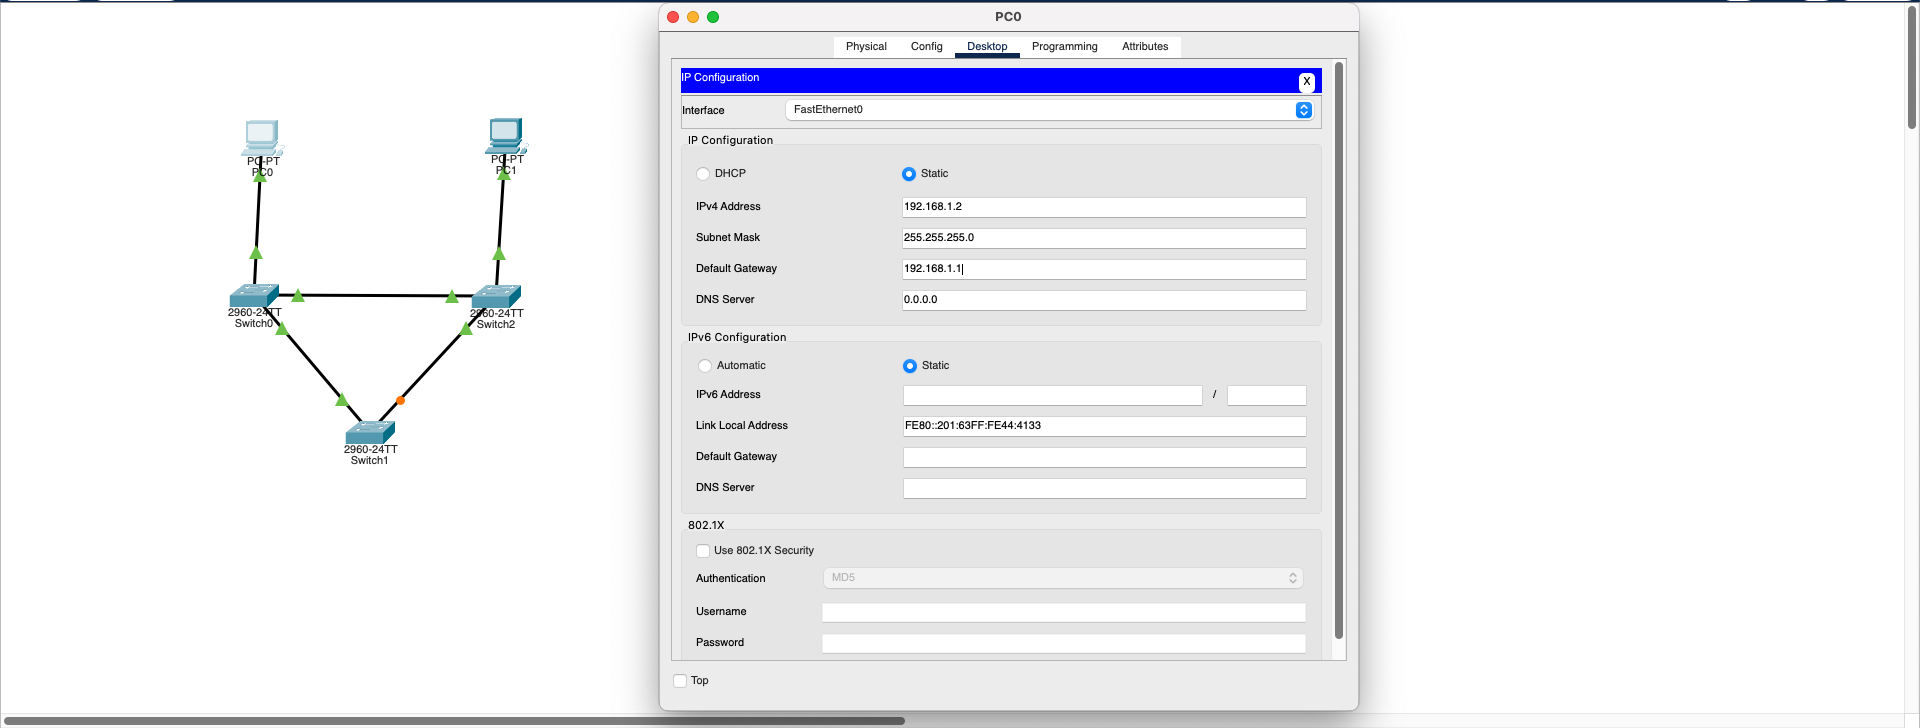 PC0
Physical Config Desktop Programming Attributes
IP Configuration
X
Interface FastEthernet0
IP Configuration
DHCP Static
IPv4 Address 192.168.1.2
Subnet Mask 255.255.255.0
Default Gateway 192.168.1.1
DNS Server 0.0.0.0
IPv6 Configuration
Automatic Static
IPv6 Address /
Link Local Address FE80::201:63FF:FE44:4133
Default Gateway
DNS Server
802.1X
Use 802.1X Security
Authentication MD5
Username
Password
Top
PC-PT
PC0
PC-PT
PC1
2960-24TT
Switch0
2960-24TT
Switch2
2960-24TT
Switch1